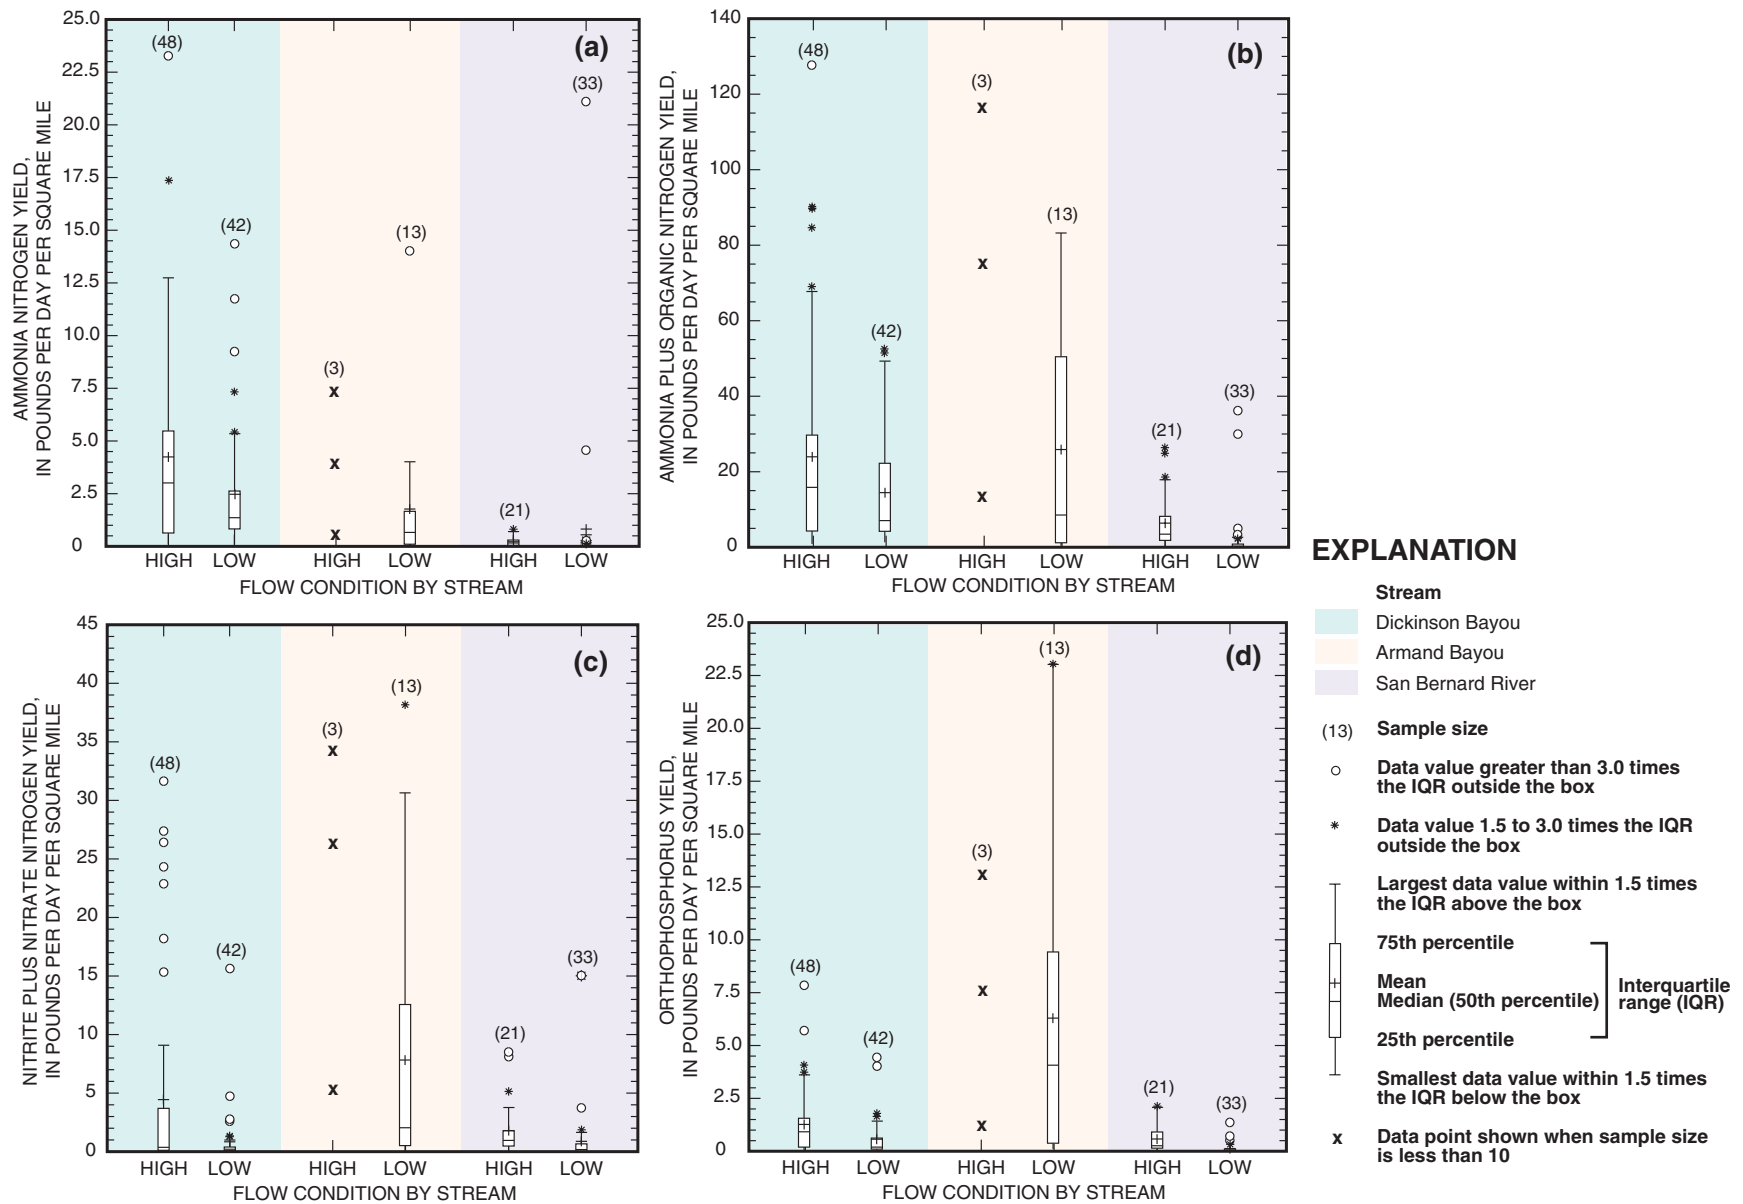 (a)
AMMONIA NITROGEN YIELD,
IN POUNDS PER DAY PER SQUARE MILE
25.0
22.5
20.0
17.5
15.0
12.5
10.0
7.5
5.0
2.5
0
(48)
(42)
(3)
(13)
(21)
(33)
HIGH LOW HIGH LOW HIGH LOW
FLOW CONDITION BY STREAM
(b)
AMMONIA PLUS ORGANIC NITROGEN YIELD,
IN POUNDS PER DAY PER SQUARE MILE
140
120
100
80
60
40
20
0
(48)
(42)
(3)
(13)
(21)
(33)
HIGH LOW HIGH LOW HIGH LOW
FLOW CONDITION BY STREAM
(c)
NITRITE PLUS NITRATE NITROGEN YIELD,
IN POUNDS PER DAY PER SQUARE MILE
45
40
35
30
25
20
15
10
5
0
(48)
(42)
(3)
(13)
(21)
(33)
HIGH LOW HIGH LOW HIGH LOW
FLOW CONDITION BY STREAM
(d)
ORTHOPHOSPHORUS YIELD,
IN POUNDS PER DAY PER SQUARE MILE
25.0
22.5
20.0
17.5
15.0
12.5
10.0
7.5
5.0
2.5
0
(48)
(42)
(3)
(13)
(21)
(33)
HIGH LOW HIGH LOW HIGH LOW
FLOW CONDITION BY STREAM
EXPLANATION
Stream
Dickinson Bayou
Armand Bayou
San Bernard River
(13) Sample size
Data value greater than 3.0 times
the IQR outside the box
Data value 1.5 to 3.0 times the IQR
outside the box
Largest data value within 1.5 times
the IQR above the box
75th percentile
Mean
Median (50th percentile)
Interquartile
range (IQR)
25th percentile
Smallest data value within 1.5 times
the IQR below the box
x Data point shown when sample size
is less than 10